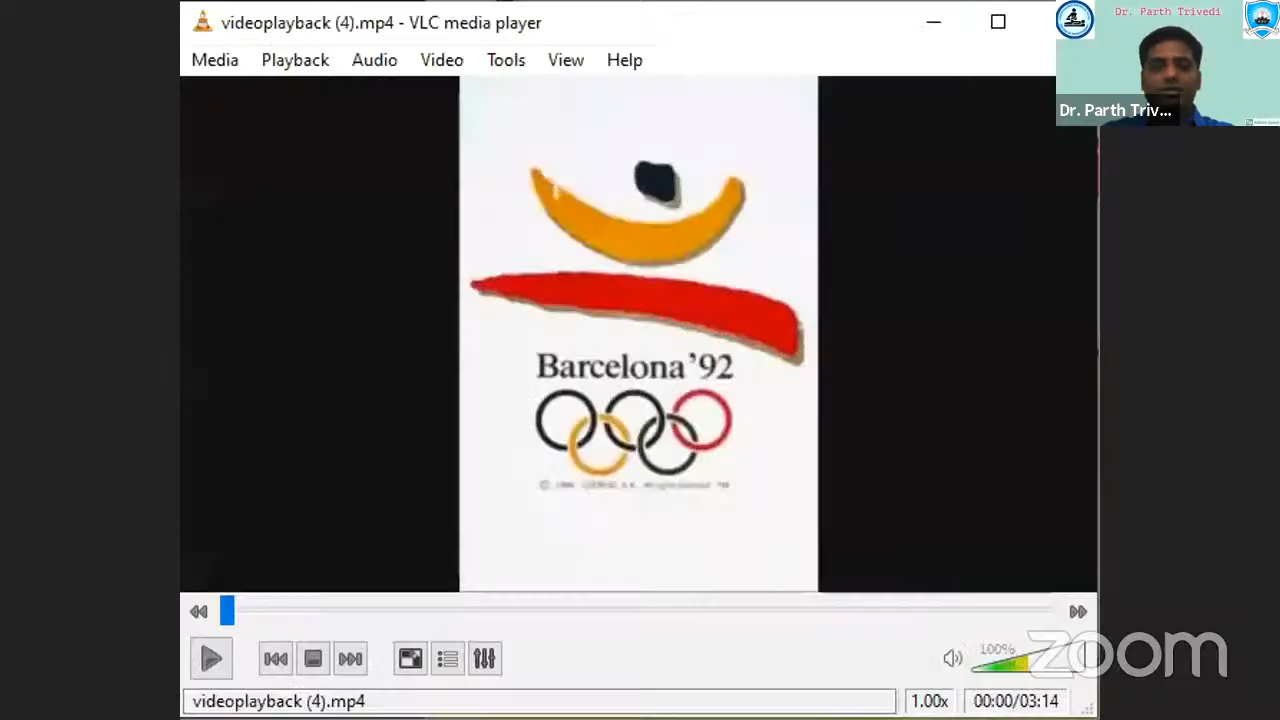 videoplayback (4).mp4 - VLC media player
Dr. Parth Trivedi
Media Playback Audio Video Tools View Help
Dr. Parth Triv...
Barcelona '92
100%
zoom
videoplayback (4).mp4
1.00x
00:00/03:14